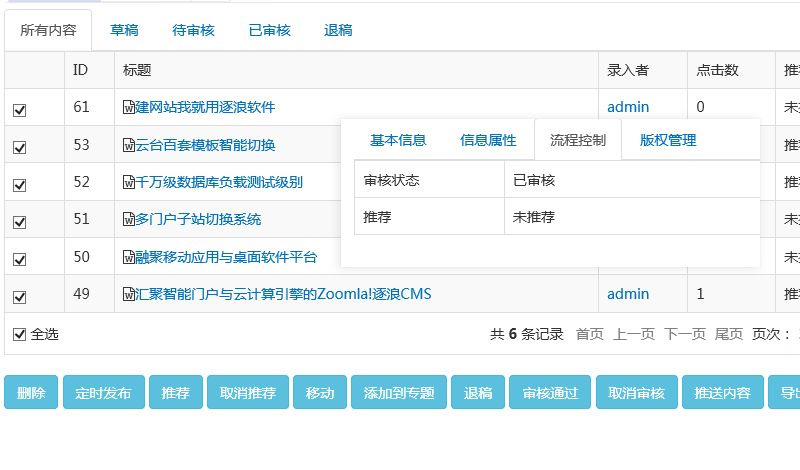 所有内容 草稿 待审核 已审核 退稿
ID 标题 录入者 点击数
61 建网站我就用逐浪软件 admin 0
基本信息 信息属性 流程控制 版权管理
53 云台百套模板智能切换
审核状态 已审核
52 千万级数据库负载测试级别
推荐 未推荐
51 多门户子站切换系统
50 融聚移动应用与桌面软件平台
49 汇聚智能门户与云计算引擎的Zoomla!逐浪CMS admin 1
全选 共 6 条记录 首页 上一页 下一页 尾页 页次：
删除 定时发布 推荐 取消推荐 移动 添加到专题 退稿 审核通过 取消审核 推送内容 导出